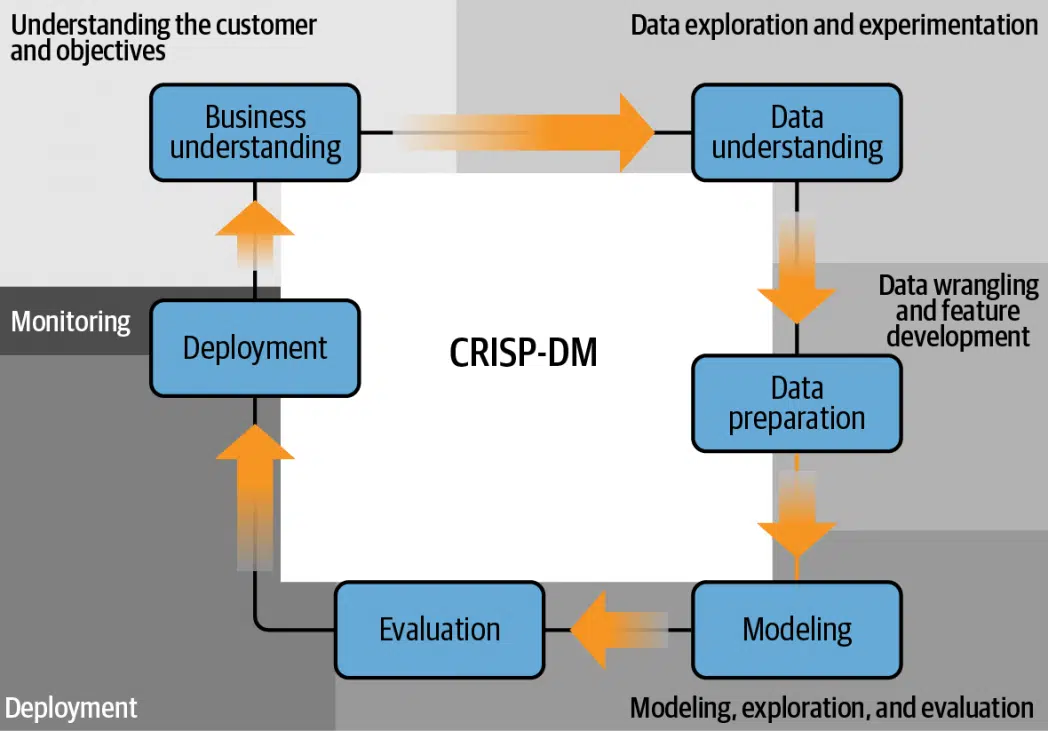 Understanding the customer
and objectives
Data exploration and experimentation
Business
understanding
Data
understanding
Data wrangling
and feature
development
Monitoring
Deployment
CRISP-DM
Data
preparation
Evaluation
Modeling
Deployment
Modeling, exploration, and evaluation